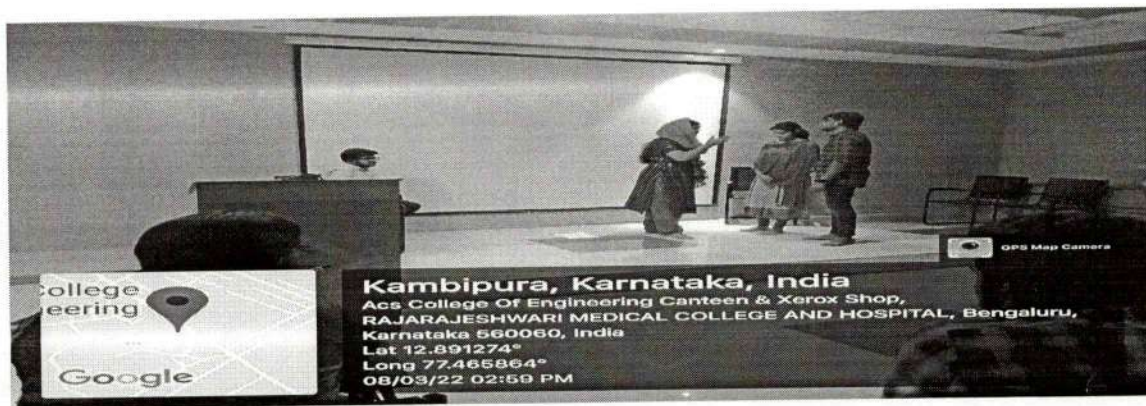 GPS Map Camera
Kambipura, Karnataka, India
Acs College Of Engineering Canteen & Xerox Shop,
RAJARAJESHWARI MEDICAL COLLEGE AND HOSPITAL, Bengaluru,
Karnataka 560060, India
Lat 12.891274°
Long 77.465864°
08/03/22 02:59 PM
College
eering
Google